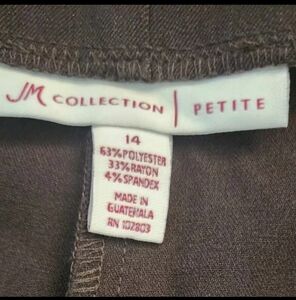 JM COLLECTION | PETITE
14
63%POLYESTER
33%RAYON
4%SPANDEX
MADE IN
GUATEMALA
RN 102803